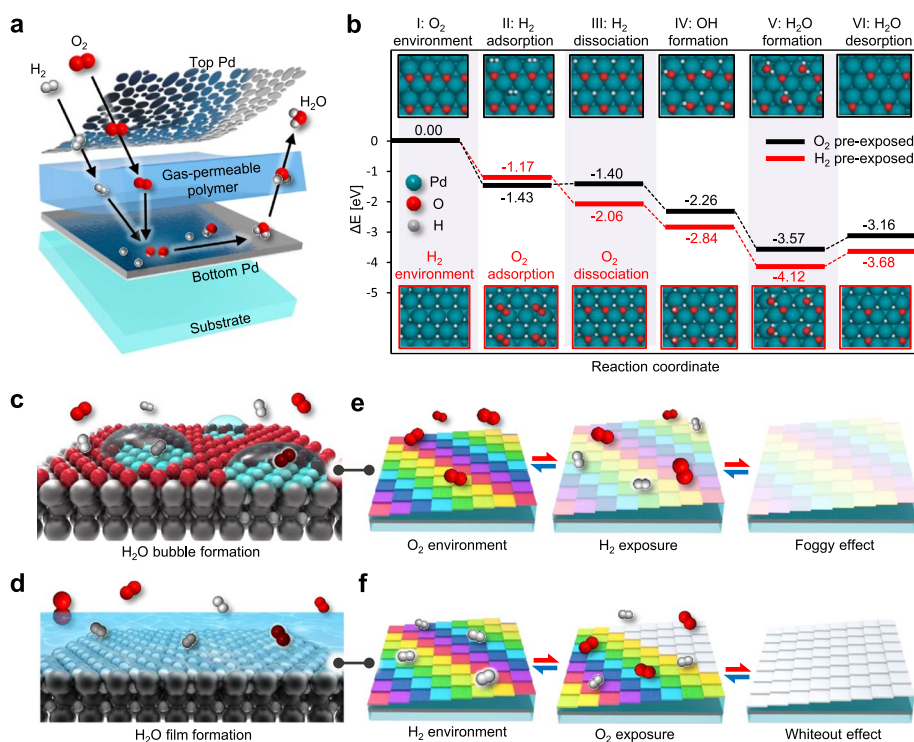 a
O2
H2
Top Pd
H2O
Gas-permeable
polymer
Bottom Pd
Substrate
b
I: O2
environment
II: H2
adsorption
III: H2
dissociation
IV: OH
formation
V: H2O
formation
VI: H2O
desorption
ΔE [eV]
0
-1
-2
-3
-4
-5
0.00
-1.17
-1.43
-1.40
-2.06
-2.26
-2.84
-3.57
-4.12
-3.16
-3.68
O2 pre-exposed
H2 pre-exposed
Pd
O
H
H2
environment
O2
adsorption
O2
dissociation
Reaction coordinate
c
H2O bubble formation
e
O2 environment
H2 exposure
Foggy effect
d
H2O film formation
f
H2 environment
O2 exposure
Whiteout effect